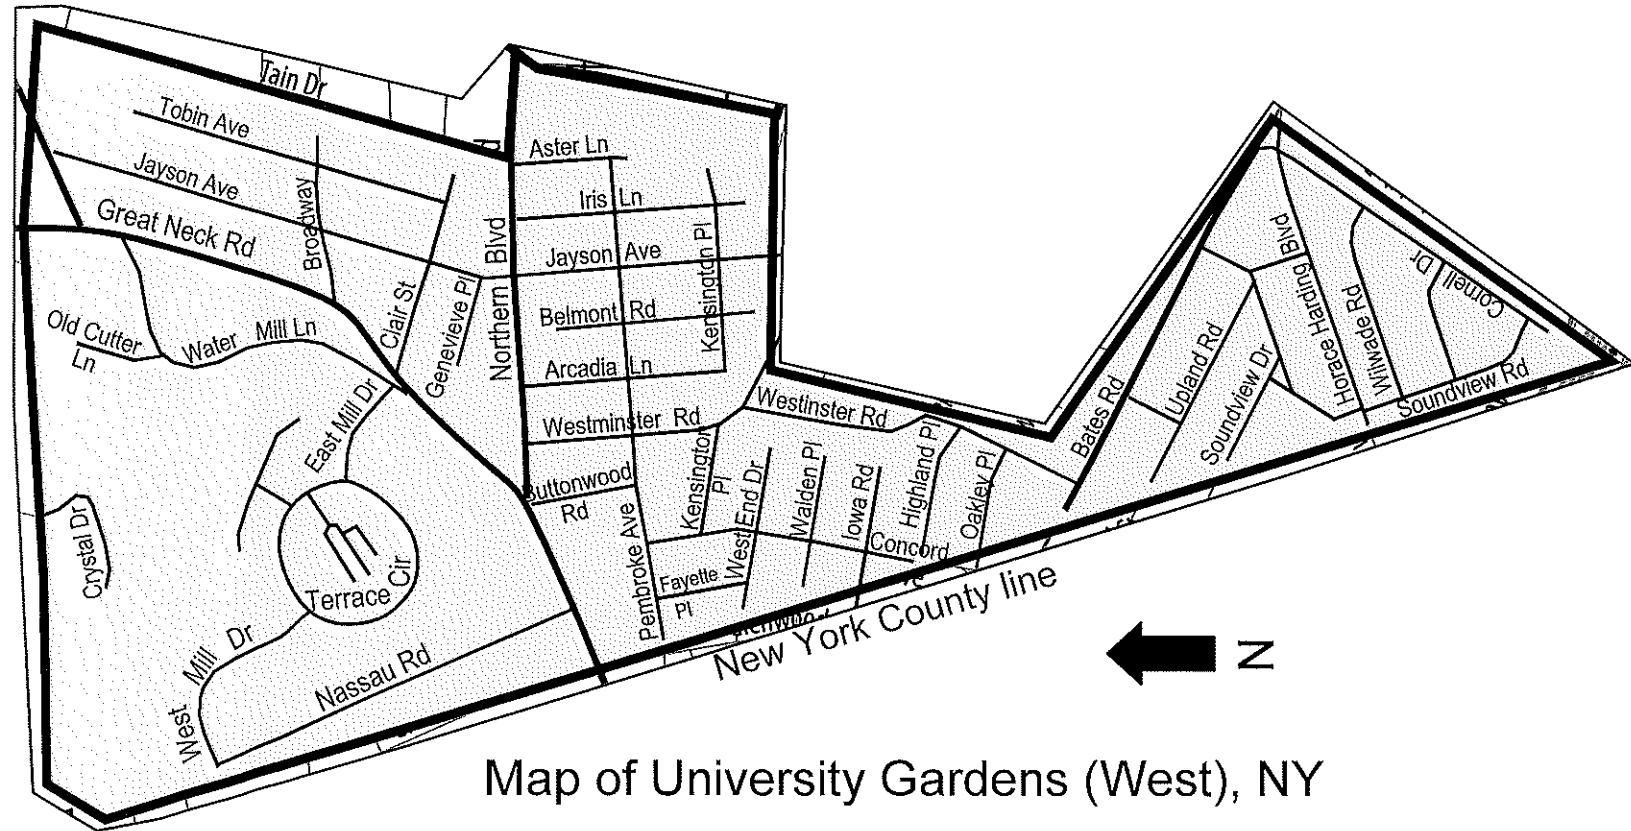 Tain Dr
Tobin Ave
Jayson Ave
Great Neck Rd
Broadway
Clair St
Genevieve Pl
Northern Blvd
Aster Ln
Iris Ln
Jayson Ave
Kensington Pl
Belmont Rd
Arcadia Ln
Westminster Rd
Westinster Rd
Buttonwood
Rd
Old Cutter
Ln
Water Mill Ln
East Mill Dr
Crystal Dr
Terrace Cir
West Mill Dr
Nassau Rd
Pembroke Ave
Kensington
Pl
West End Dr
Fayette
Pl
Walden Pl
Iowa Rd
Highland Pl
Concord
Oakley Pl
Bates Rd
Upland Rd
Soundview Dr
Horace Harding Blvd
Wilwade Rd
Cornell Dr
Soundview Rd
New York County line
N
Map of University Gardens (West), NY